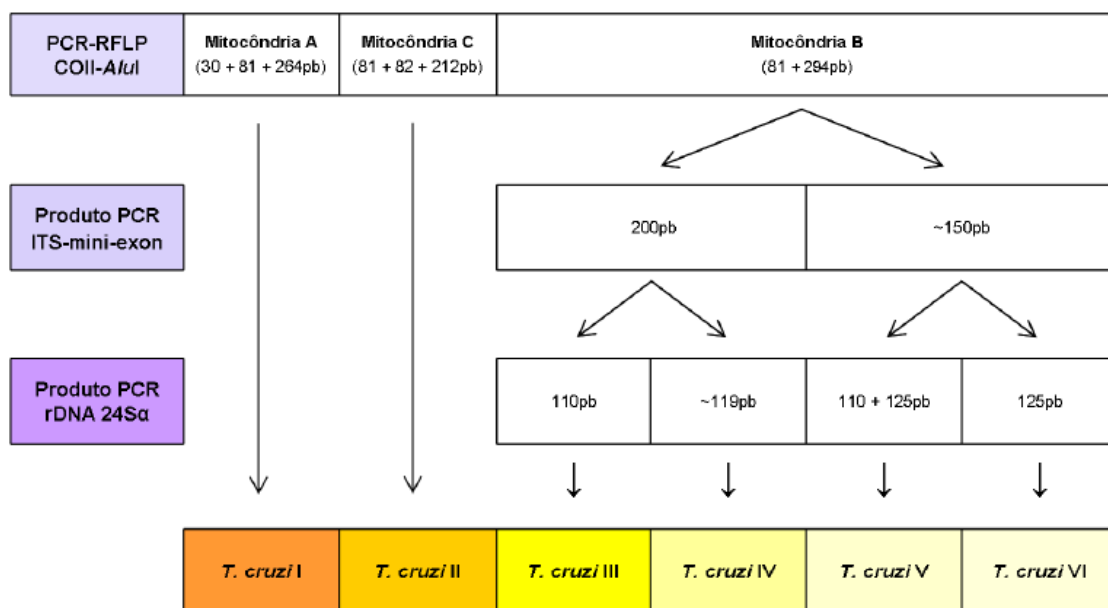 PCR-RFLP
COII-AluI
Mitocôndria A
(30 + 81 + 264pb)
Mitocôndria C
(81 + 82 + 212pb)
Mitocôndria B
(81 + 294pb)
Produto PCR
ITS-mini-exon
200pb
~150pb
Produto PCR
rDNA 24Sα
110pb
~119pb
110 + 125pb
125pb
T. cruzi I
T. cruzi II
T. cruzi III
T. cruzi IV
T. cruzi V
T. cruzi VI